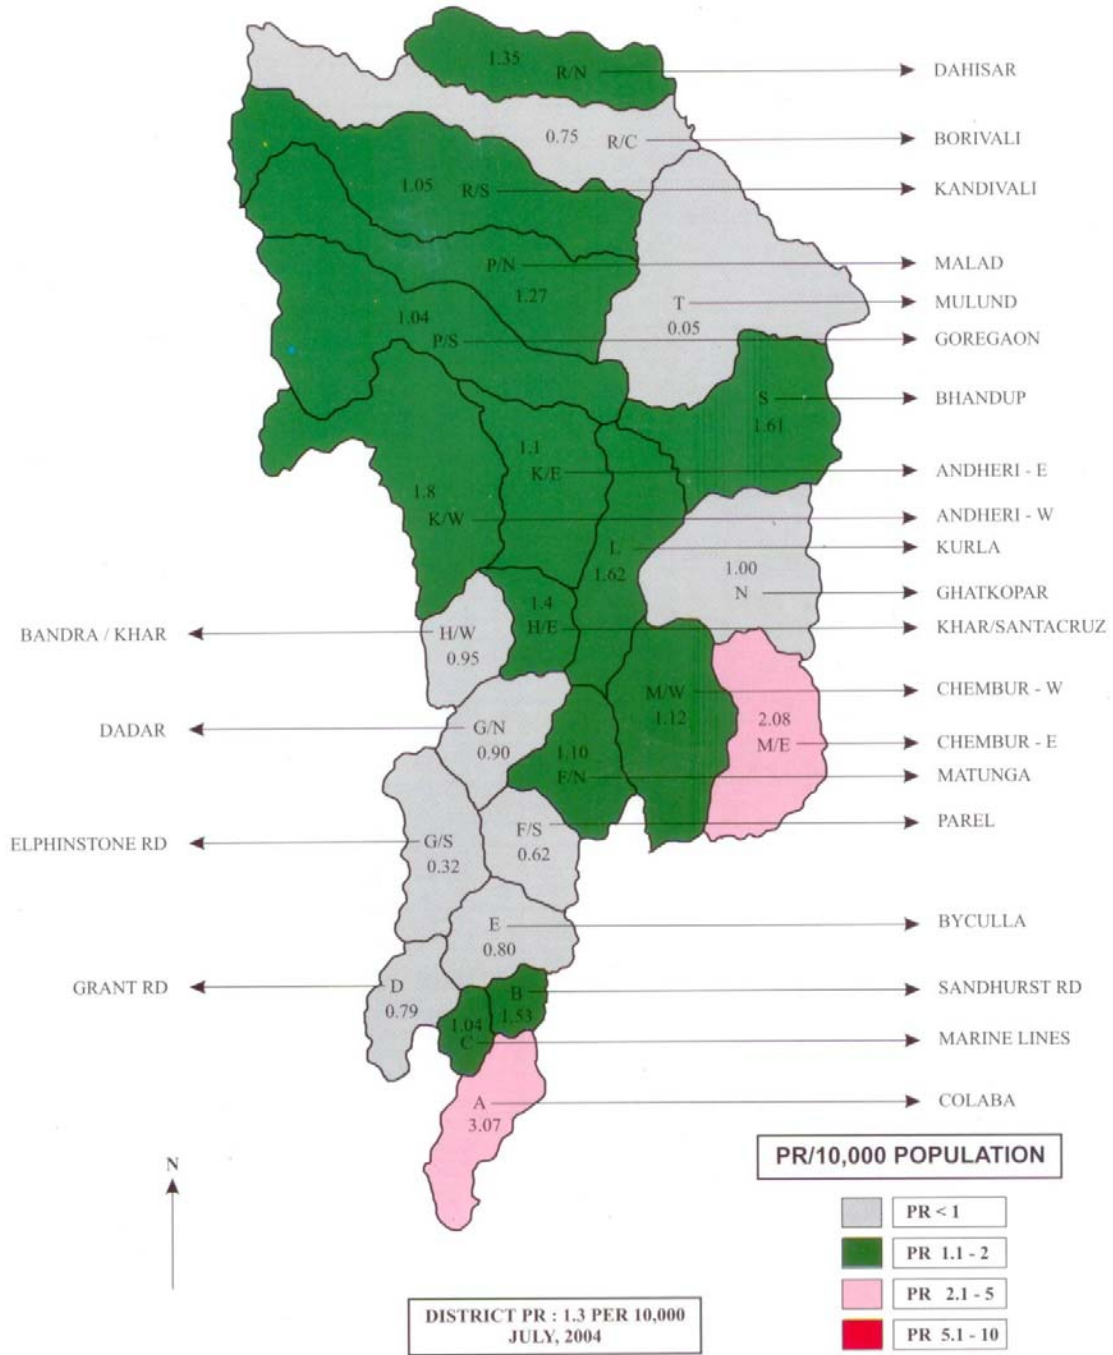 1.35
R/N
DAHISAR
0.75
R/C
BORIVALI
1.05
R/S
KANDIVALI
P/N
MALAD
1.27
T
MULUND
0.05
1.04
P/S
GOREGAON
S
BHANDUP
1.61
1.1
K/E
ANDHERI - E
1.8
K/W
ANDHERI - W
L
KURLA
1.62
1.00
N
GHATKOPAR
1.4
H/E
KHAR/SANTACRUZ
BANDRA / KHAR
H/W
0.95
M/W
CHEMBUR - W
1.12
DADAR
G/N
0.90
2.08
M/E
CHEMBUR - E
1.10
F/N
MATUNGA
F/S
PAREL
0.62
ELPHINSTONE RD
G/S
0.32
E
BYCULLA
0.80
GRANT RD
D
0.79
B
SANDHURST RD
1.53
1.04
C
MARINE LINES
A
COLABA
3.07
N
PR/10,000 POPULATION
PR < 1
PR 1.1 - 2
PR 2.1 - 5
PR 5.1 - 10
DISTRICT PR : 1.3 PER 10,000
JULY, 2004